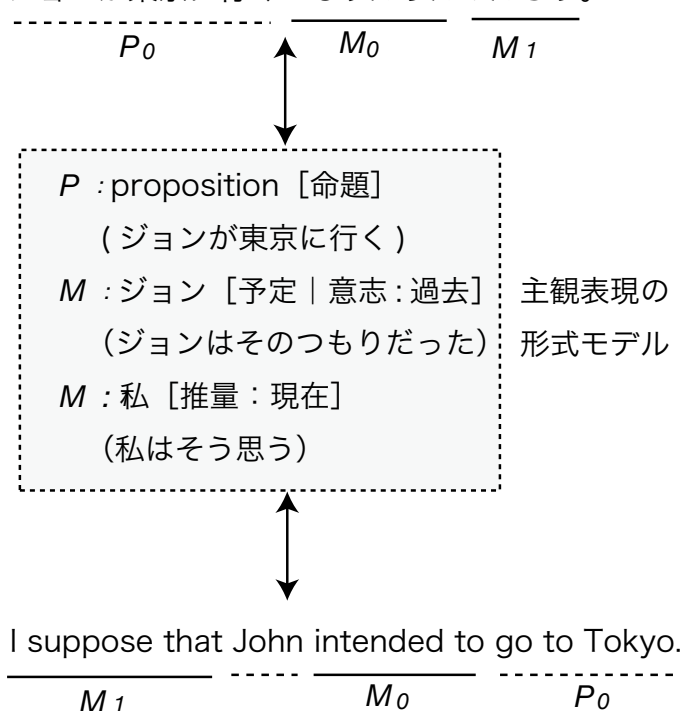 P0 M0 M1
P : proposition［命題］
( ジョンが東京に行く )
M : ジョン［予定｜意志 : 過去］
（ジョンはそのつもりだった）
M : 私［推量：現在］
（私はそう思う）
主観表現の
形式モデル
I suppose that John intended to go to Tokyo.
M1 M0 P0